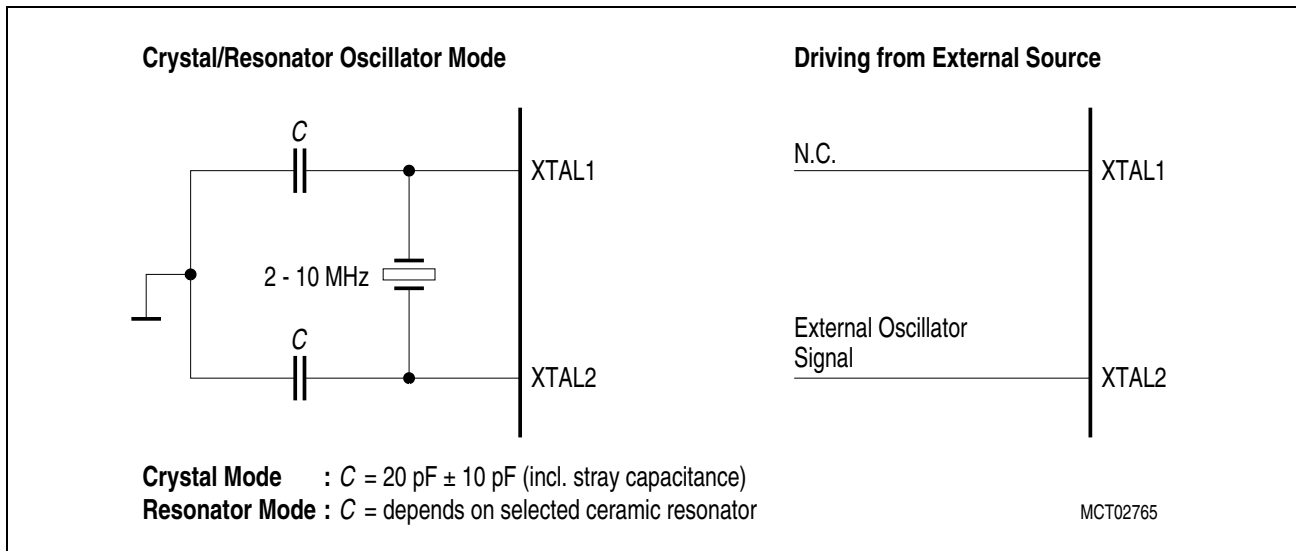 Crystal/Resonator Oscillator Mode
C
XTAL1
2 - 10 MHz
C
XTAL2
Driving from External Source
N.C.
XTAL1
External Oscillator
Signal
XTAL2
Crystal Mode : C = 20 pF ± 10 pF (incl. stray capacitance)
Resonator Mode : C = depends on selected ceramic resonator
MCT02765